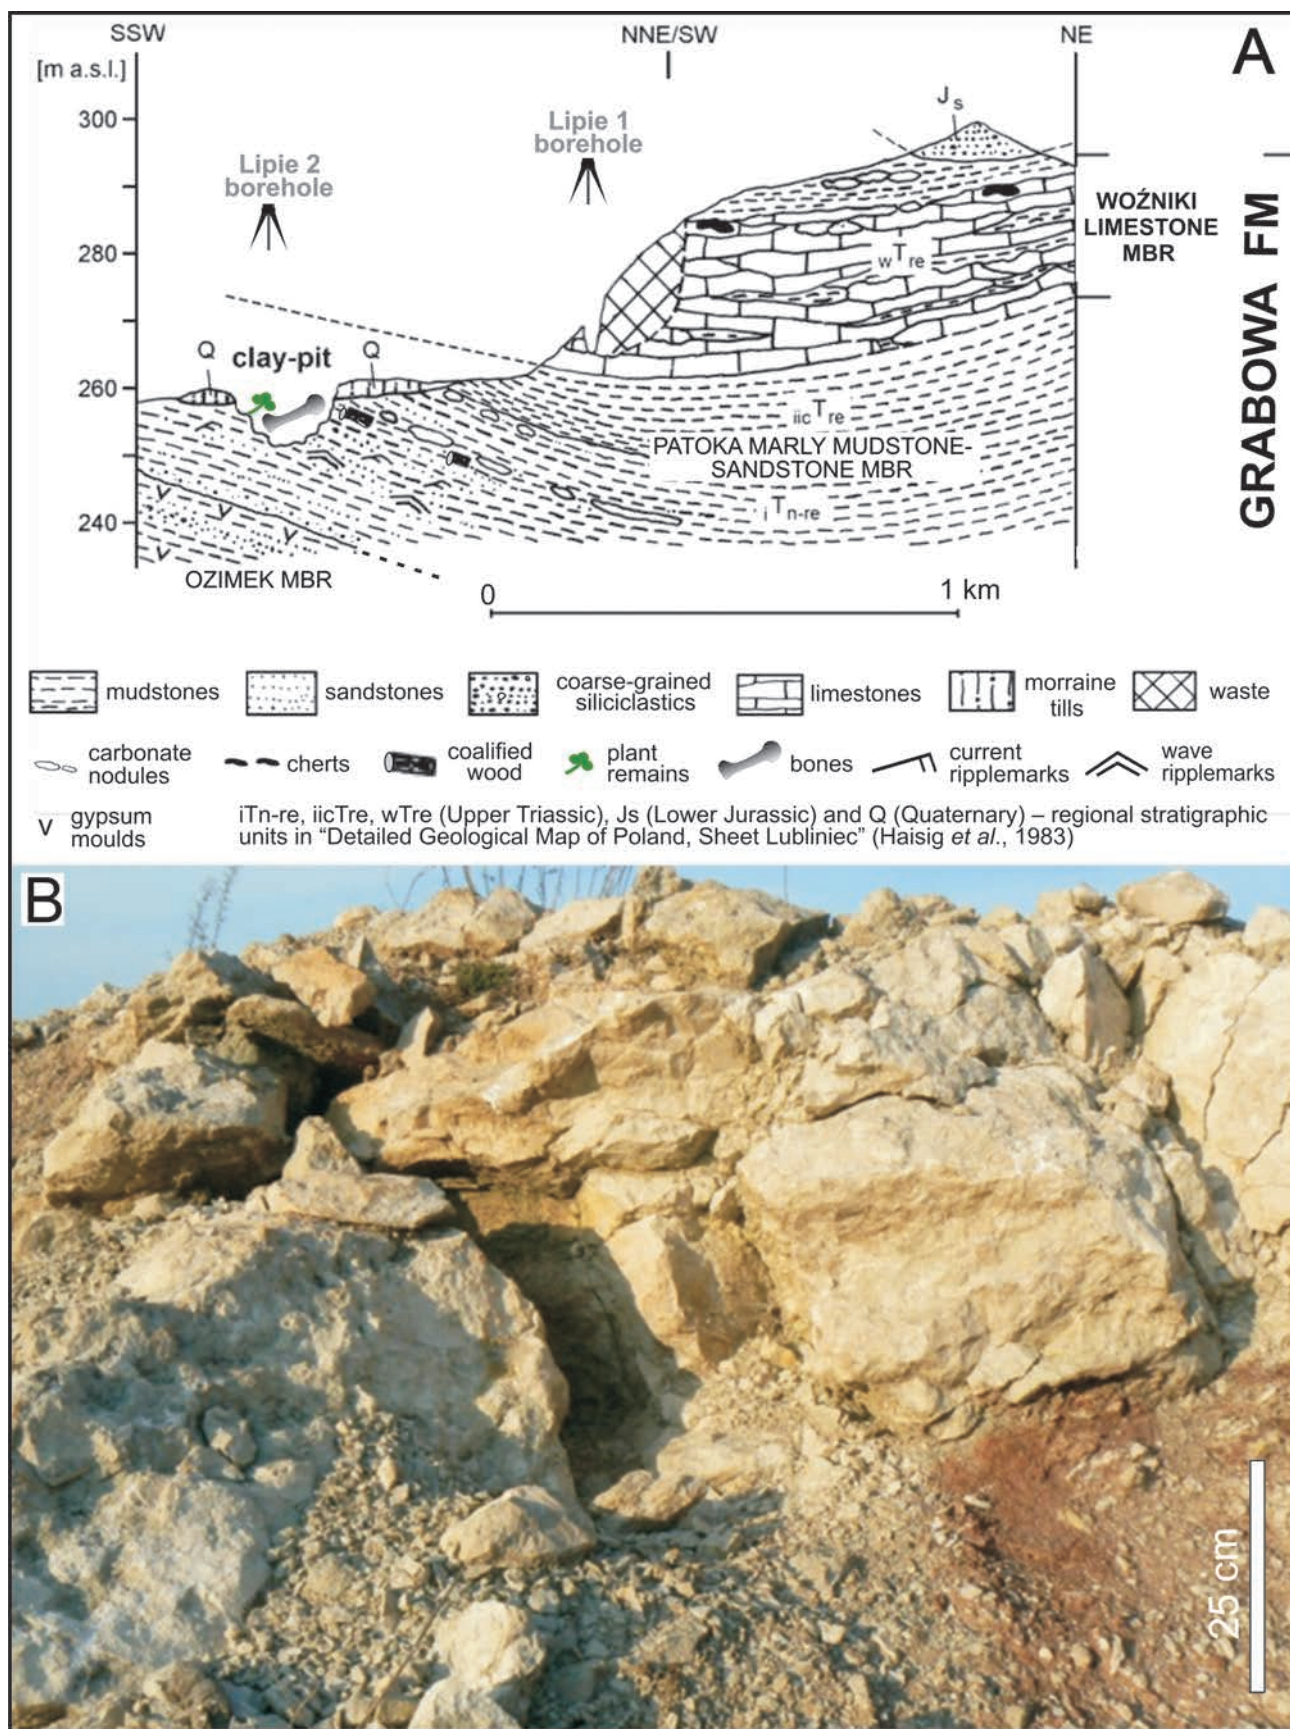 SSW
NNE/SW
NE
A
[m a.s.l.]
300
280
260
240
Lipie 2
borehole
Lipie 1
borehole
Js
WOŹNIKI
LIMESTONE
MBR
GRABOWA FM
wTre
Q
clay-pit
Q
iicTre
PATOKA MARLY MUDSTONE-
SANDSTONE MBR
iTn-re
OZIMEK MBR
0
1 km
mudstones
sandstones
coarse-grained
siliciclastics
limestones
morraine
tills
waste
carbonate
nodules
cherts
coalified
wood
plant
remains
bones
current
ripplemarks
wave
ripplemarks
gypsum
moulds
iTn-re, iicTre, wTre (Upper Triassic), Js (Lower Jurassic) and Q (Quaternary) – regional stratigraphic
units in “Detailed Geological Map of Poland, Sheet Lubliniec” (Haisig et al., 1983)
B
25 cm